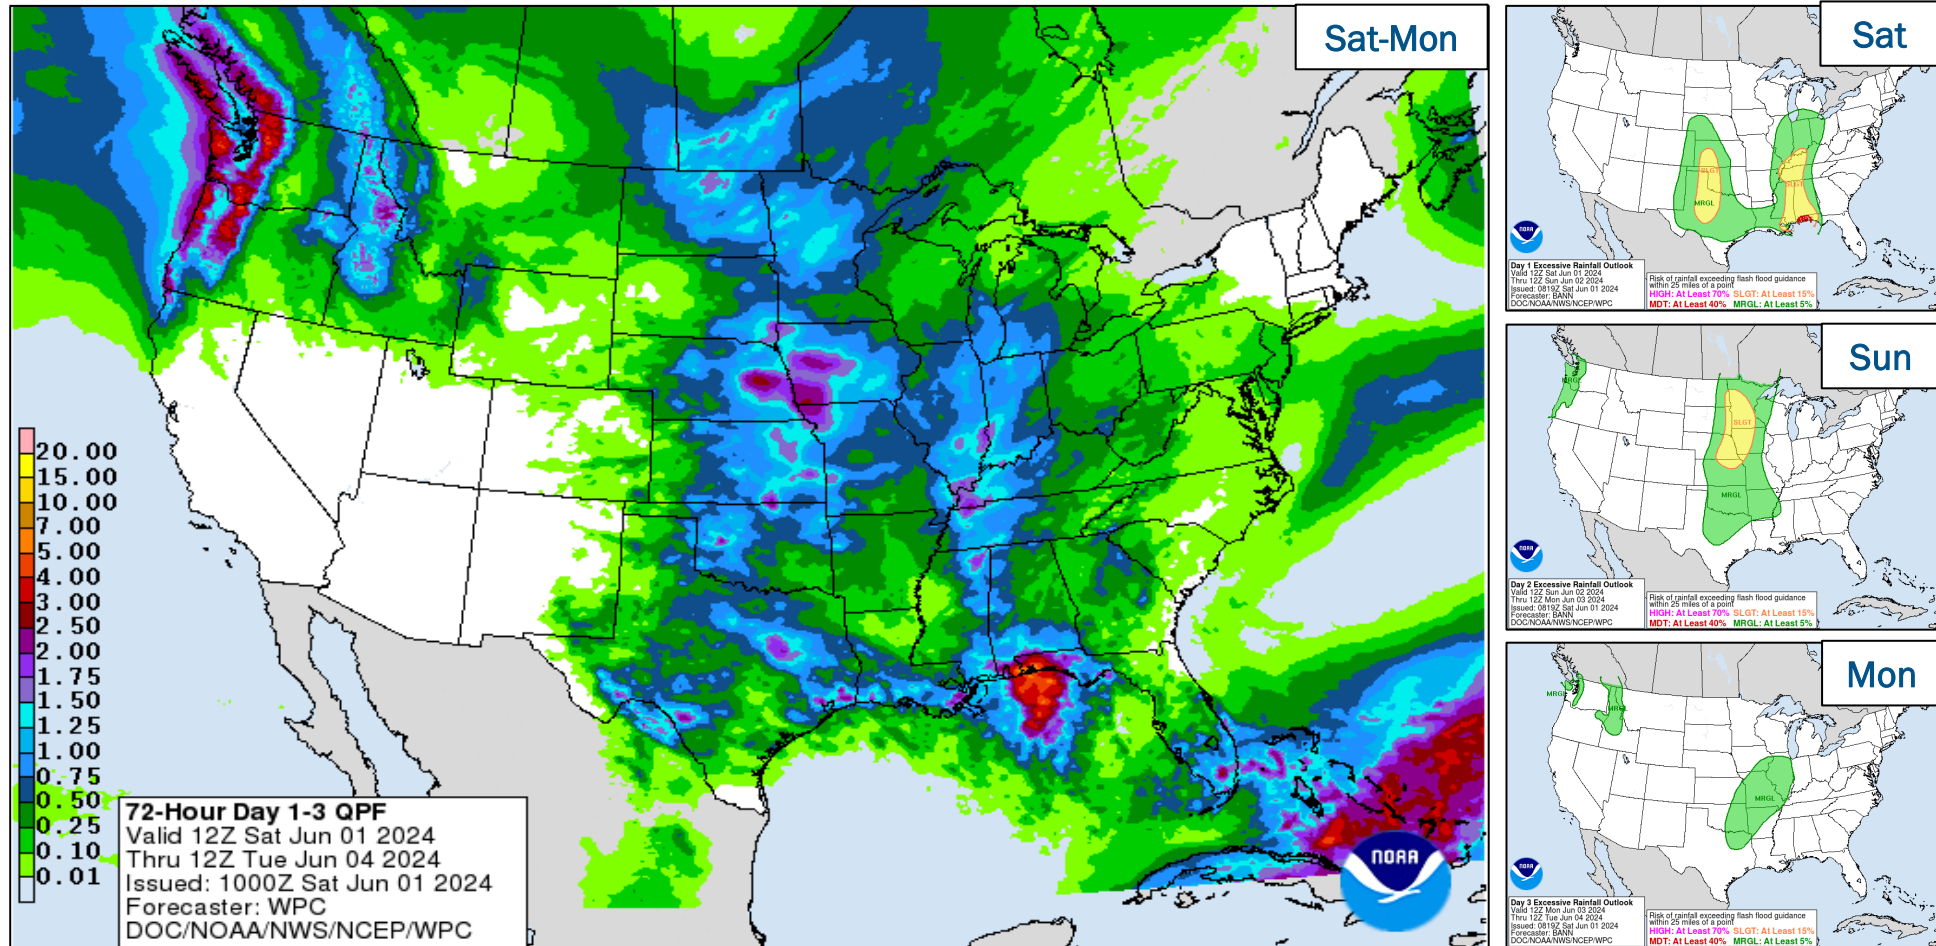 Sat-Mon
20.00
15.00
10.00
7.00
5.00
4.00
3.00
2.50
2.00
1.75
1.50
1.25
1.00
0.75
0.50
0.25
0.10
0.01
72-Hour Day 1-3 QPF
Valid 12Z Sat Jun 01 2024
Thru 12Z Tue Jun 04 2024
Issued: 1000Z Sat Jun 01 2024
Forecaster: WPC
DOC/NOAA/NWS/NCEP/WPC
NOAA
Sat
SLGT
MRGL
SLGT
NOAA
Day 1 Excessive Rainfall Outlook
Valid 12Z Sat Jun 01 2024
Thru 12Z Sun Jun 02 2024
Issued: 0819Z Sat Jun 01 2024
Forecaster: BANN
DOC/NOAA/NWS/NCEP/WPC
Risk of rainfall exceeding flash flood guidance
within 25 miles of a point
HIGH: At Least 70% SLGT: At Least 15%
MDT: At Least 40% MRGL: At Least 5%
Sun
MRGL
SLGT
MRGL
NOAA
Day 2 Excessive Rainfall Outlook
Valid 12Z Sun Jun 02 2024
Thru 12Z Mon Jun 03 2024
Issued: 0819Z Sat Jun 01 2024
Forecaster: BANN
DOC/NOAA/NWS/NCEP/WPC
Risk of rainfall exceeding flash flood guidance
within 25 miles of a point
HIGH: At Least 70% SLGT: At Least 15%
MDT: At Least 40% MRGL: At Least 5%
Mon
MRGL
MRGL
MRGL
NOAA
Day 3 Excessive Rainfall Outlook
Valid 12Z Mon Jun 03 2024
Thru 12Z Tue Jun 04 2024
Issued: 0819Z Sat Jun 01 2024
Forecaster: BANN
DOC/NOAA/NWS/NCEP/WPC
Risk of rainfall exceeding flash flood guidance
within 25 miles of a point
HIGH: At Least 70% SLGT: At Least 15%
MDT: At Least 40% MRGL: At Least 5%